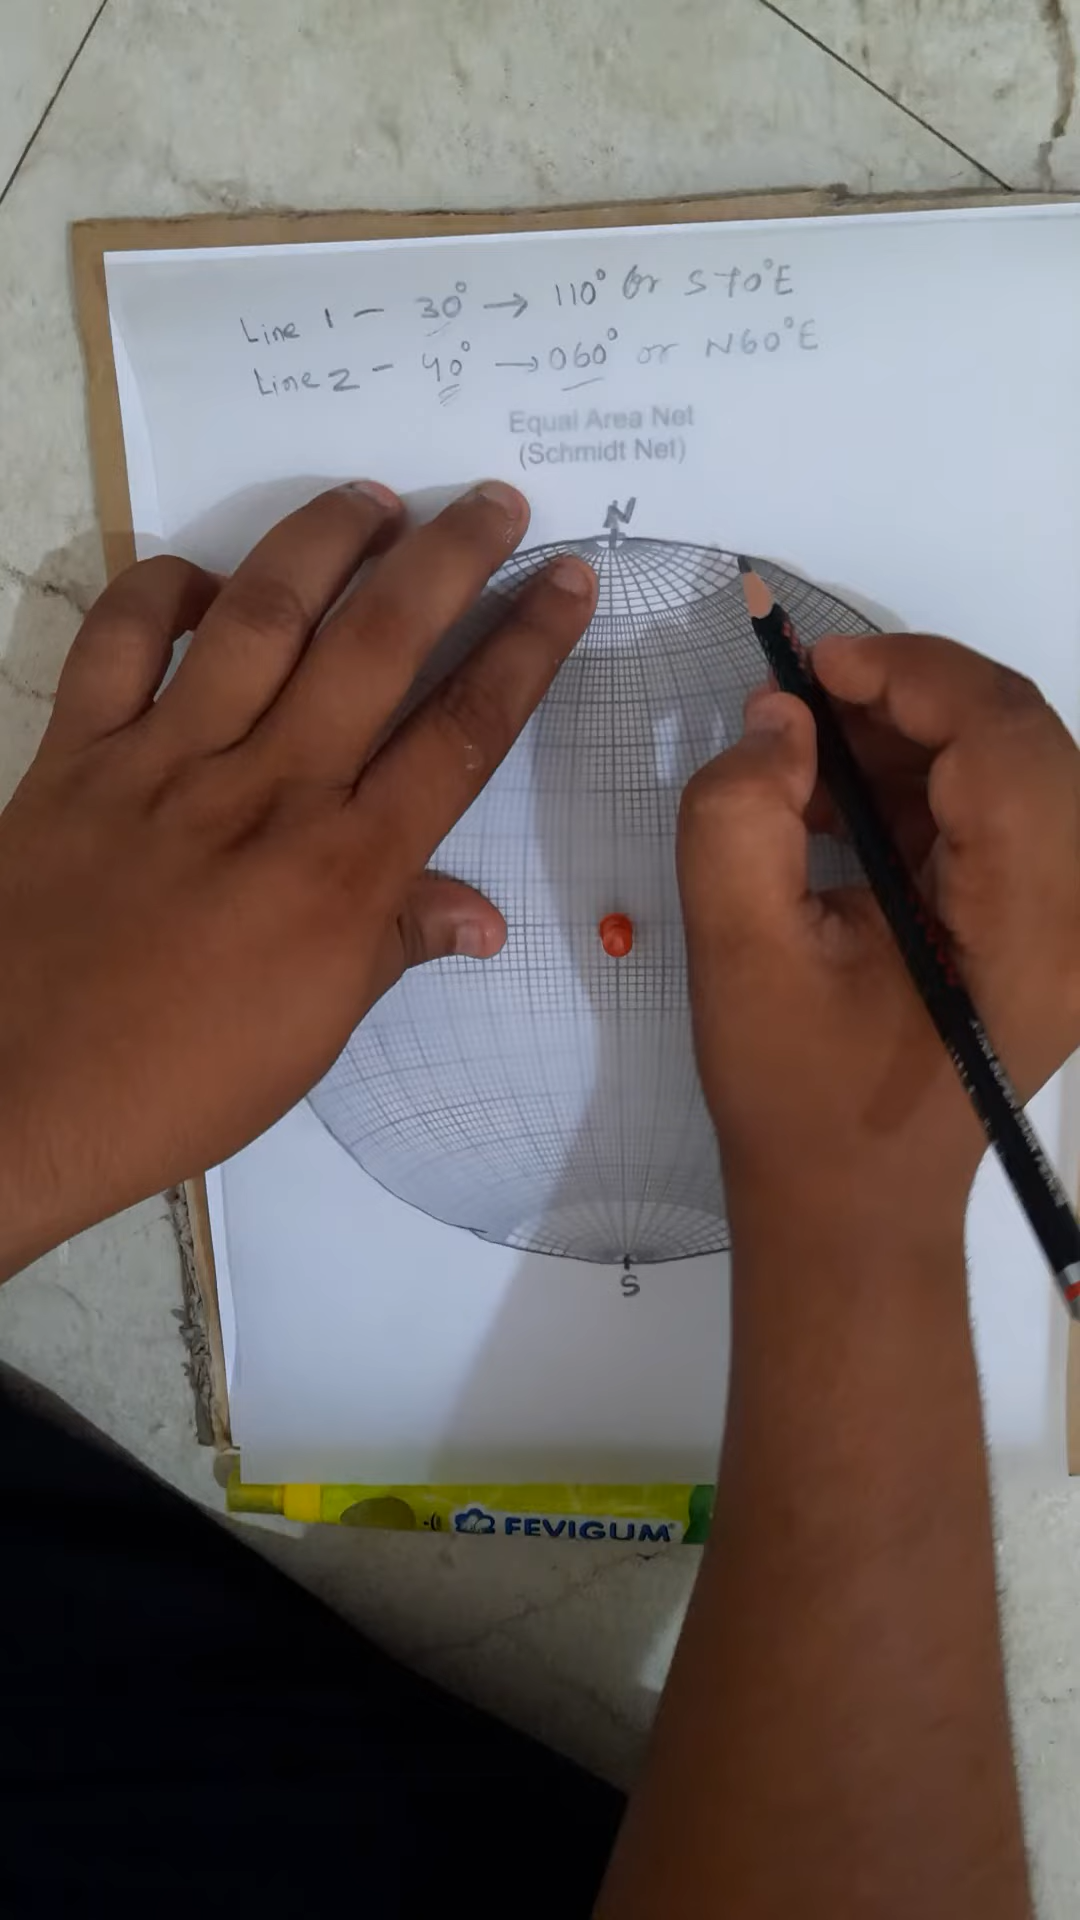 Line 1 - 30° → 110° or S70°E
Line 2 - 40° → 060° or N60°E
Equal Area Net
(Schmidt Net)
N
S
FEVIGUM